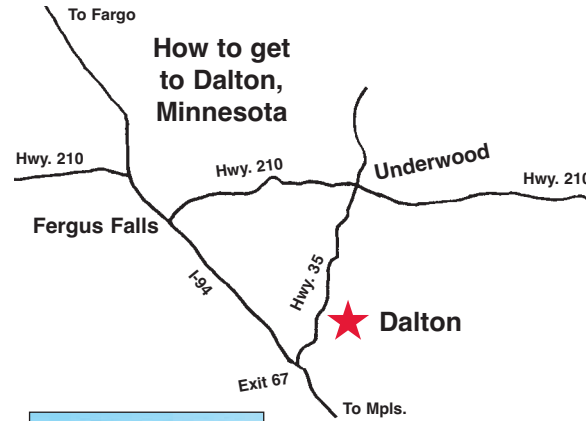 To Fargo
How to get
to Dalton,
Minnesota
Hwy. 210
Hwy. 210
Underwood
Hwy. 210
Fergus Falls
I-94
Hwy. 35
Dalton
Exit 67
To Mpls.